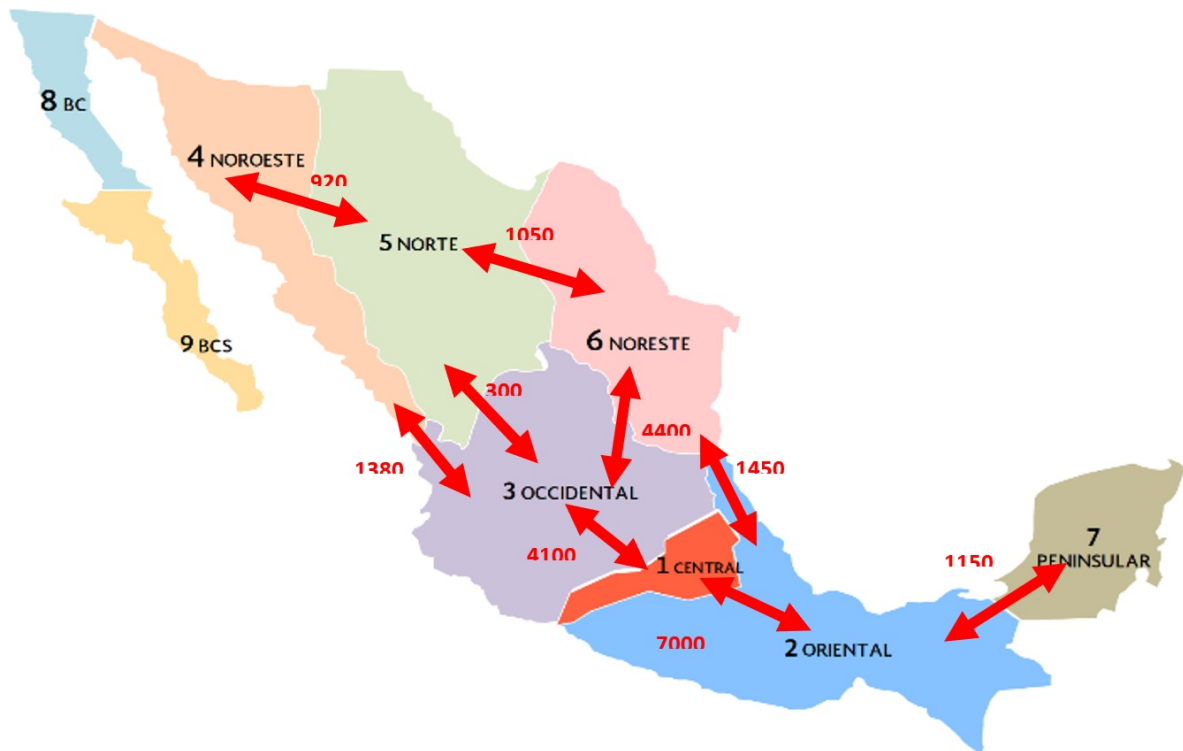 8 BC
4 NOROESTE
920
5 NORTE
1050
6 NORESTE
9 BCS
300
4400
1380
1450
3 OCCIDENTAL
4100
1 CENTRAL
7
PENINSULAR
1150
7000
2 ORIENTAL